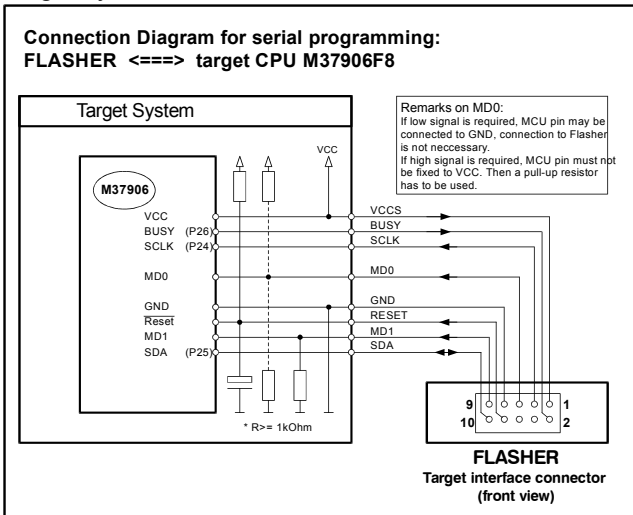 Connection Diagram for serial programming:
FLASHER <===> target CPU M37906F8
Target System
Remarks on MD0:
If low signal is required, MCU pin may be
connected to GND, connection to Flasher
is not neccessary.
If high signal is required, MCU pin must not
be fixed to VCC. Then a pull-up resistor
has to be used.
VCC
M37906
VCC
BUSY (P26)
SCLK (P24)
MD0
GND
Reset
MD1
SDA (P25)
VCCS
BUSY
SCLK
MD0
GND
RESET
MD1
SDA
* R>= 1kOhm
9 1
10 2
FLASHER
Target interface connector
(front view)